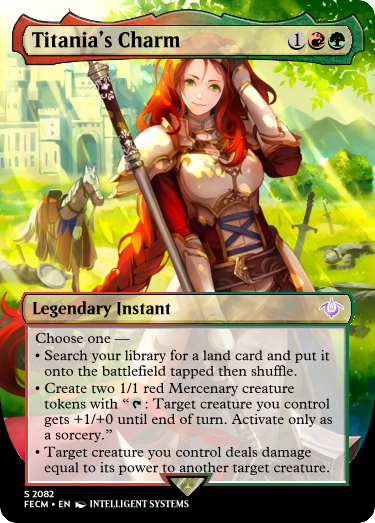 Titania's Charm 1
Legendary Instant
Choose one —
• Search your library for a land card and put it
onto the battlefield tapped then shuffle.
• Create two 1/1 red Mercenary creature
tokens with “: Target creature you control
gets +1/+0 until end of turn. Activate only as
a sorcery.”
• Target creature you control deals damage
equal to its power to another target creature.
S 2082
FECM • EN INTELLIGENT SYSTEMS